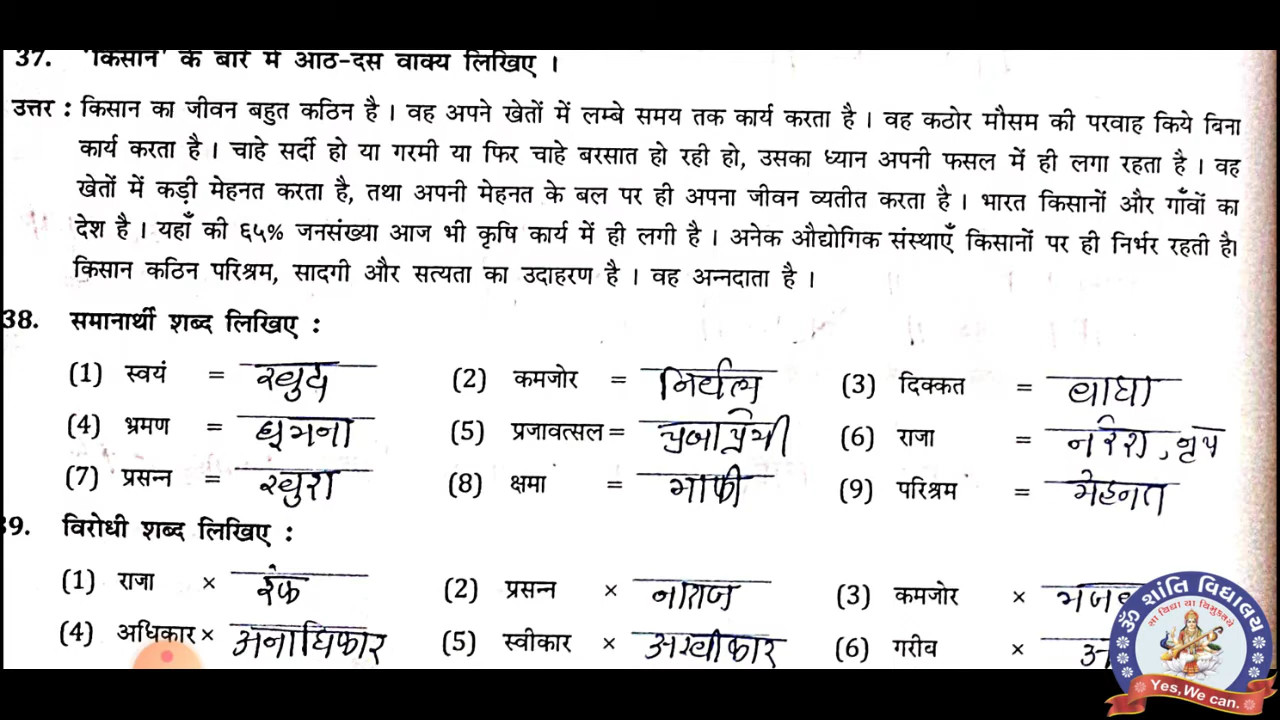 37. 'किसान' के बारे में आठ-दस वाक्य लिखिए ।
उत्तर : किसान का जीवन बहुत कठिन है । वह अपने खेतों में लम्बे समय तक कार्य करता है । वह कठोर मौसम की परवाह किये बिना
कार्य करता है । चाहे सर्दी हो या गरमी या फिर चाहे बरसात हो रही हो, उसका ध्यान अपनी फसल में ही लगा रहता है । वह
खेतों में कड़ी मेहनत करता है, तथा अपनी मेहनत के बल पर ही अपना जीवन व्यतीत करता है । भारत किसानों और गाँवों का
देश है । यहाँ की ६५% जनसंख्या आज भी कृषि कार्य में ही लगी है । अनेक औद्योगिक संस्थाएँ किसानों पर ही निर्भर रहती है।
किसान कठिन परिश्रम, सादगी और सत्यता का उदाहरण है । वह अन्नदाता है ।
38. समानार्थी शब्द लिखिए :
(1) स्वयं = खुद (2) कमजोर = निर्बल (3) दिक्कत = बाधा
(4) भ्रमण = घूमना (5) प्रजावत्सल = प्रजाप्रेमी (6) राजा = नरेश, नृप
(7) प्रसन्न = खुश (8) क्षमा = माफी (9) परिश्रम = मेहनत
39. विरोधी शब्द लिखिए :
(1) राजा × रंक (2) प्रसन्न × नाराज (3) कमजोर ×
(4) अधिकार × अनाधिकार (5) स्वीकार × अस्वीकार (6) गरीब ×
ॐ शांति विद्यालय
सा विद्या या विमुक्तये
Yes, We can.